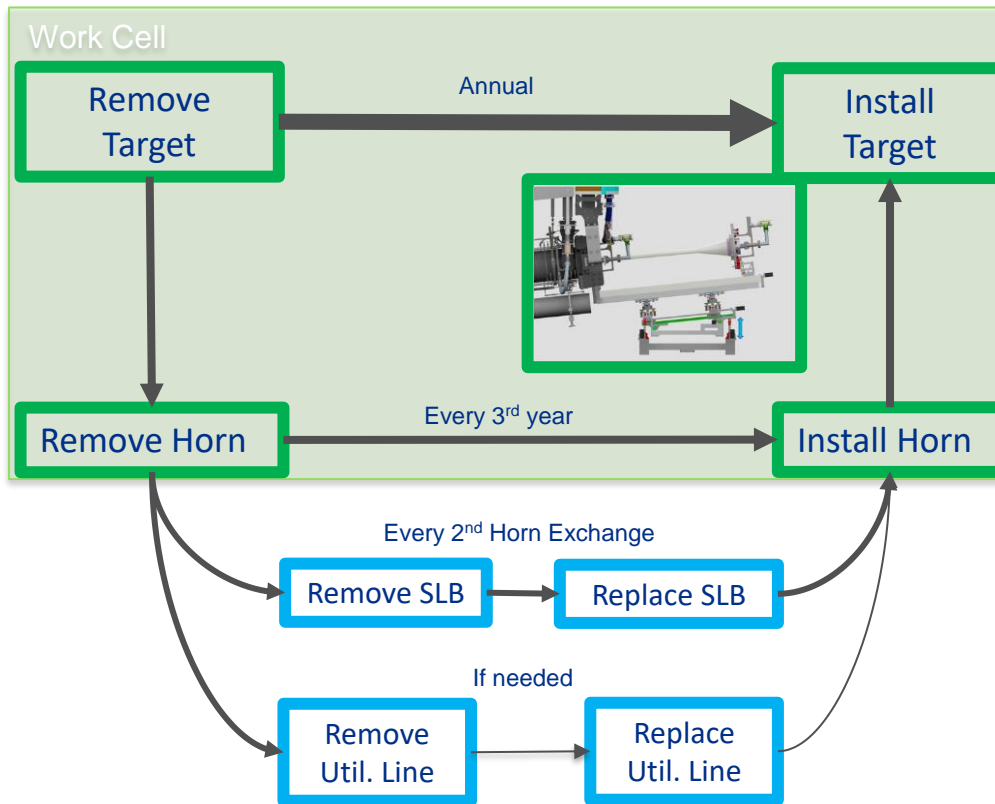 Work Cell
Remove
Target
Annual
Install
Target
Remove Horn
Every 3rd year
Install Horn
Every 2nd Horn Exchange
Remove SLB
Replace SLB
If needed
Remove
Util. Line
Replace
Util. Line